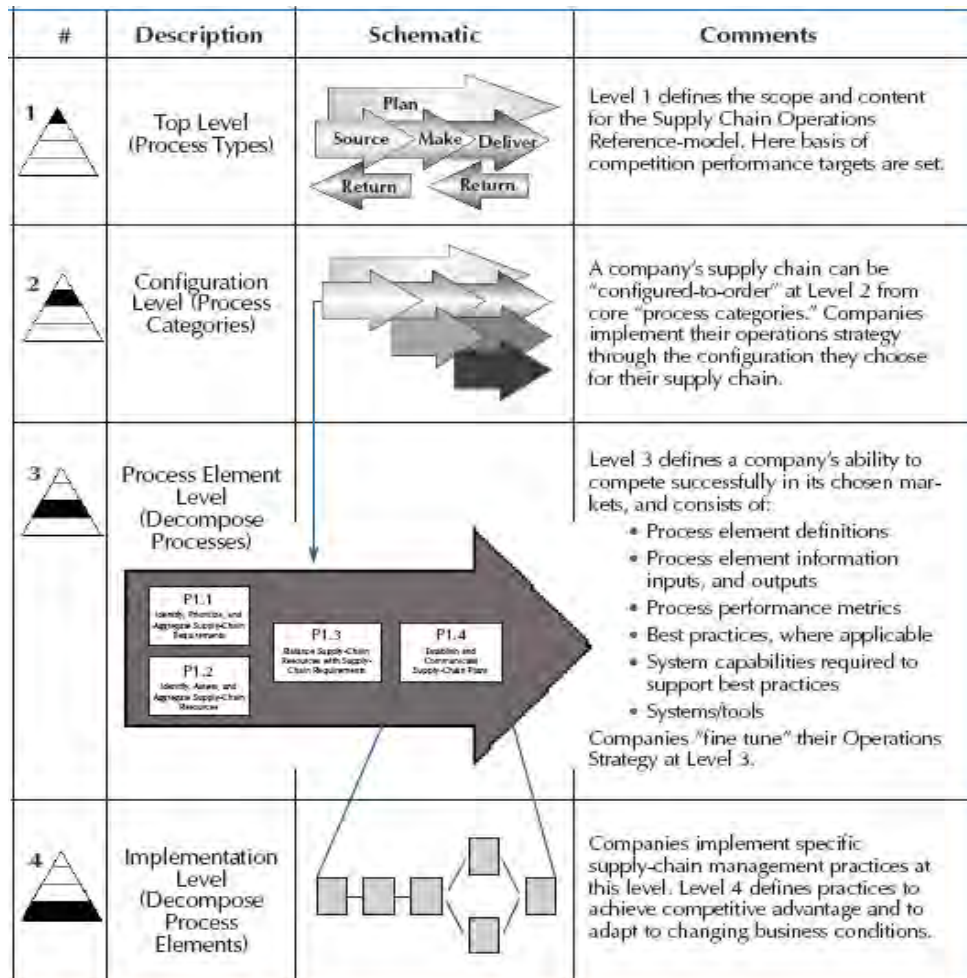 #
Description
Schematic
Comments
1
Top Level
(Process Types)
Plan
Source
Make
Deliver
Return
Return
Level 1 defines the scope and content
for the Supply Chain Operations
Reference-model. Here basis of
competition performance targets are set.
2
Configuration
Level (Process
Categories)
A company's supply chain can be
"configured-to-order" at Level 2 from
core "process categories." Companies
implement their operations strategy
through the configuration they choose
for their supply chain.
3
Process Element
Level
(Decompose
Processes)
P1.1
Identify, Prioritize, and
Aggregate Supply-Chain
Requirements
P1.2
Identify, Assess, and
Aggregate Supply-Chain
Resources
P1.3
Balance Supply-Chain
Resources with Supply-
Chain Requirements
P1.4
Establish and
Communicate
Supply-Chain Plans
Level 3 defines a company's ability to
compete successfully in its chosen mar-
kets, and consists of:
• Process element definitions
• Process element information
inputs, and outputs
• Process performance metrics
• Best practices, where applicable
• System capabilities required to
support best practices
• Systems/tools
Companies "fine tune" their Operations
Strategy at Level 3.
4
Implementation
Level
(Decompose
Process
Elements)
Companies implement specific
supply-chain management practices at
this level. Level 4 defines practices to
achieve competitive advantage and to
adapt to changing business conditions.